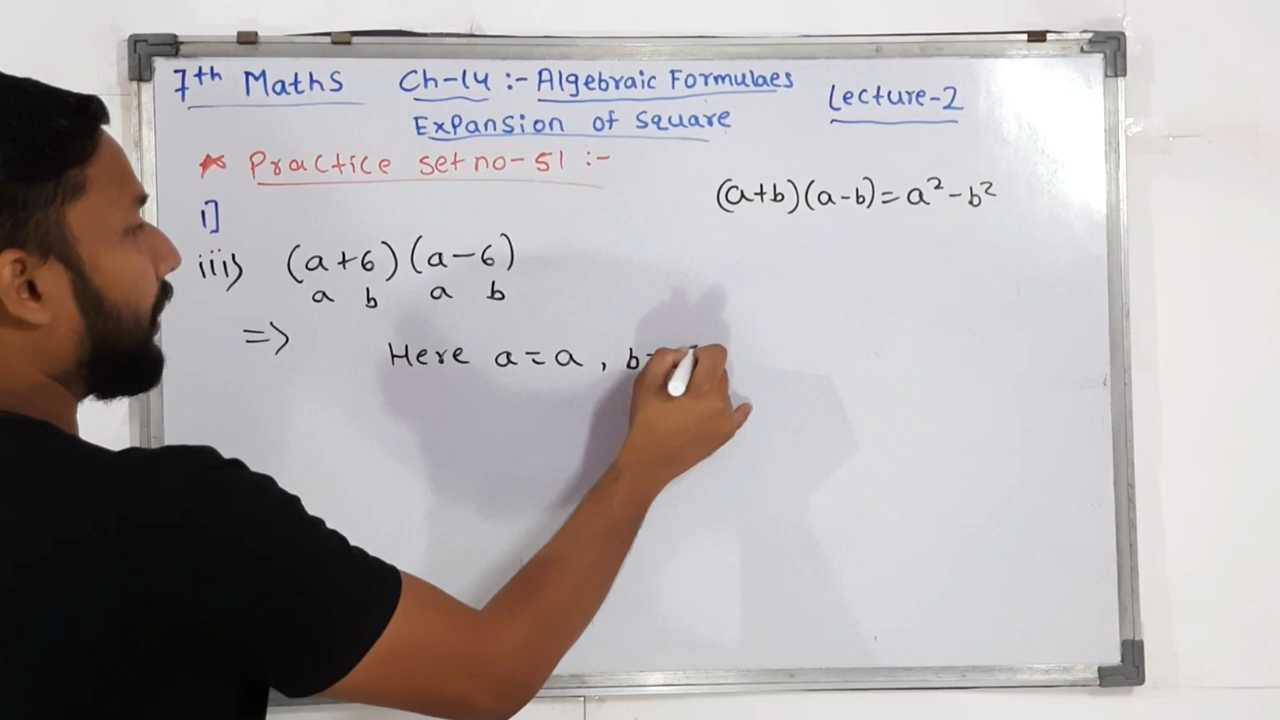 7th Maths Ch-14 :- Algebraic Formulaes Lecture-2
Expansion of square
* Practice set no-51 :-
(a+b)(a-b)=a²-b²
1]
iii) (a+6)(a-6)
a b a b
=> Here a=a, b=